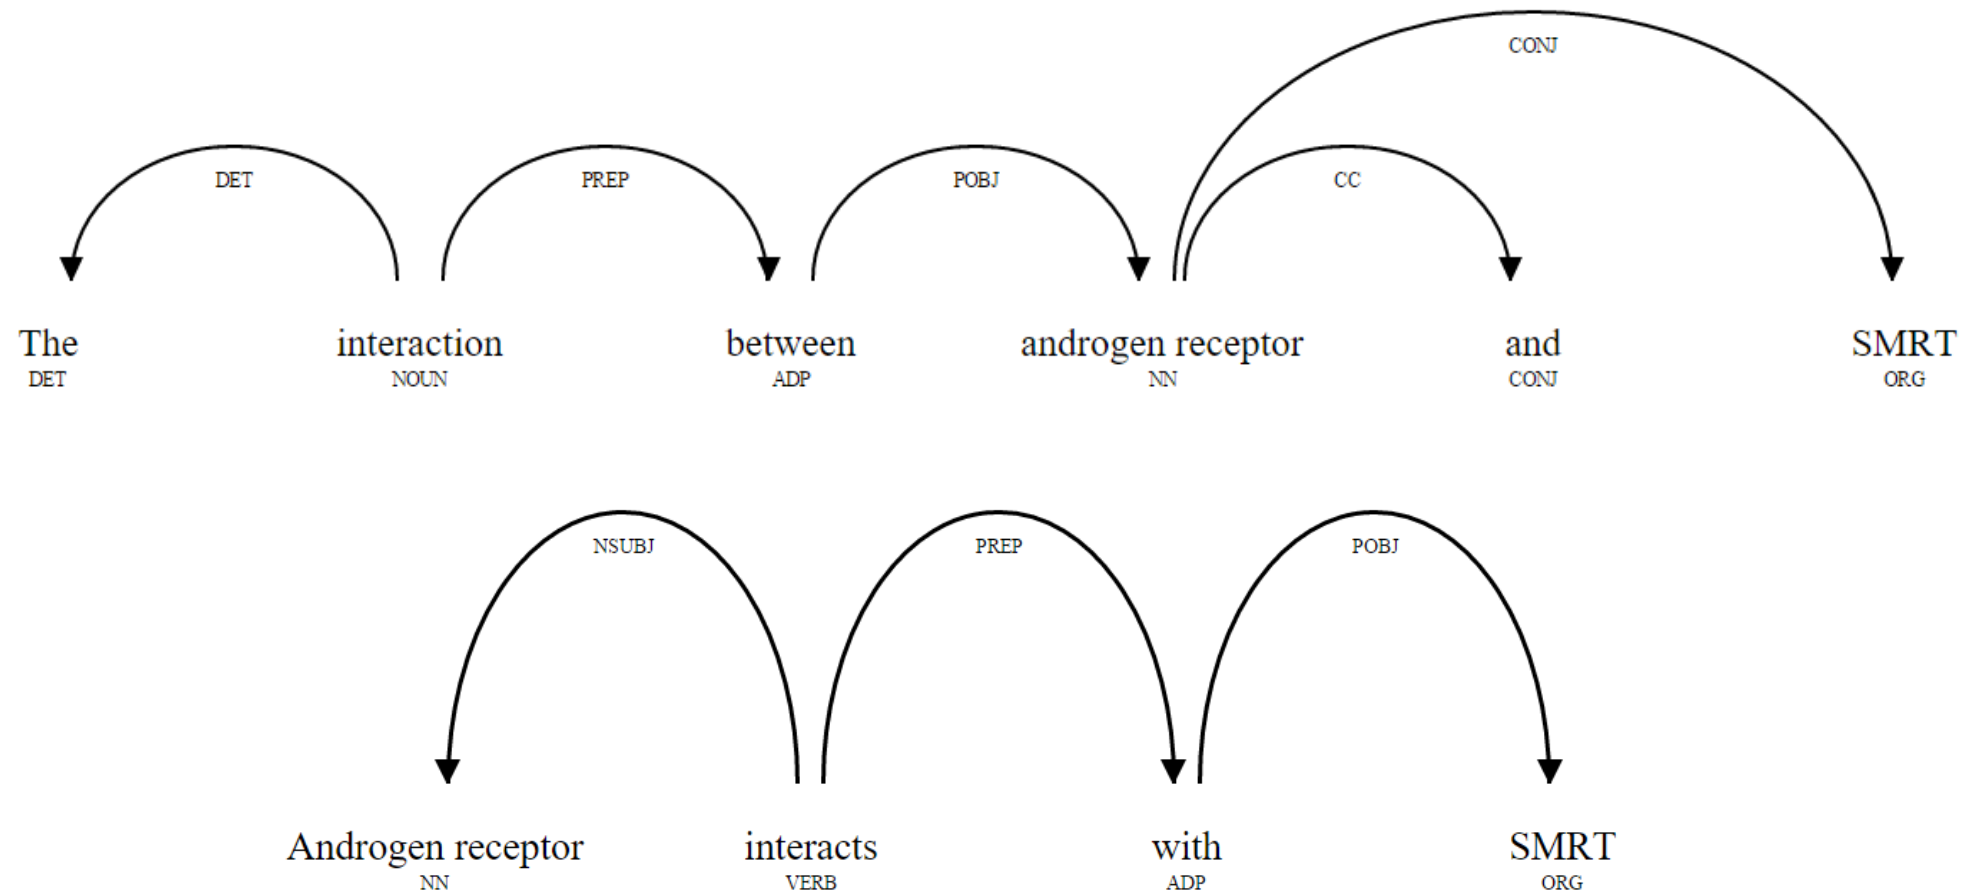 CONJ
DET PREP POBJ CC
The interaction between androgen receptor and SMRT
DET NOUN ADP NN CONJ ORG
NSUBJ PREP POBJ
Androgen receptor interacts with SMRT
NN VERB ADP ORG